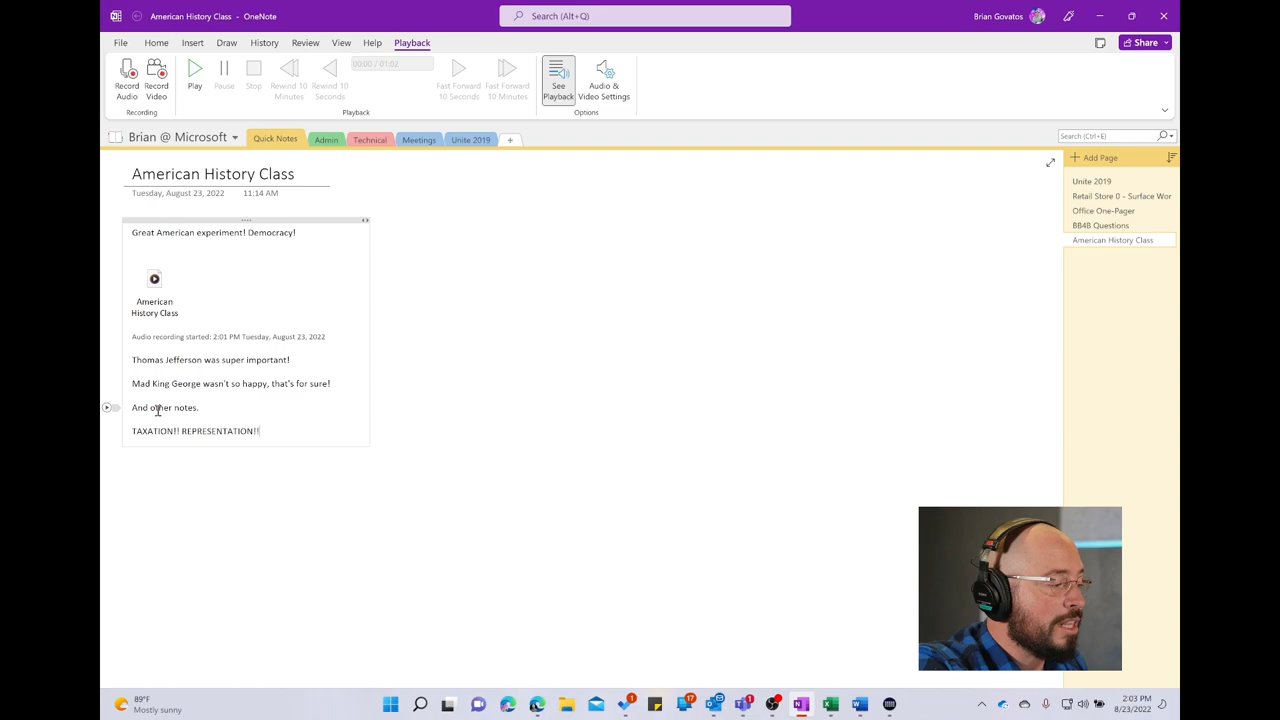 American History Class - OneNote
Search (Alt+Q)
Brian Govatos
File Home Insert Draw History Review View Help Playback
Share
Record Audio
Record Video
Play
Pause
Stop
Rewind 10 Minutes
Rewind 10 Seconds
00:00 / 01:02
Fast Forward 10 Seconds
Fast Forward 10 Minutes
See Playback
Audio & Video Settings
Recording
Playback
Options
Brian @ Microsoft
Quick Notes
Admin
Technical
Meetings
Unite 2019
Search (Ctrl+E)
American History Class
Tuesday, August 23, 2022 11:14 AM
Great American experiment! Democracy!
American
History Class
Audio recording started: 2:01 PM Tuesday, August 23, 2022
Thomas Jefferson was super important!
Mad King George wasn't so happy, that's for sure!
And other notes.
TAXATION!! REPRESENTATION!!
Add Page
Unite 2019
Retail Store 0 - Surface Wor
Office One-Pager
BB4B Questions
American History Class
SONY
89°F
Mostly sunny
1
17
1
2:03 PM
8/23/2022